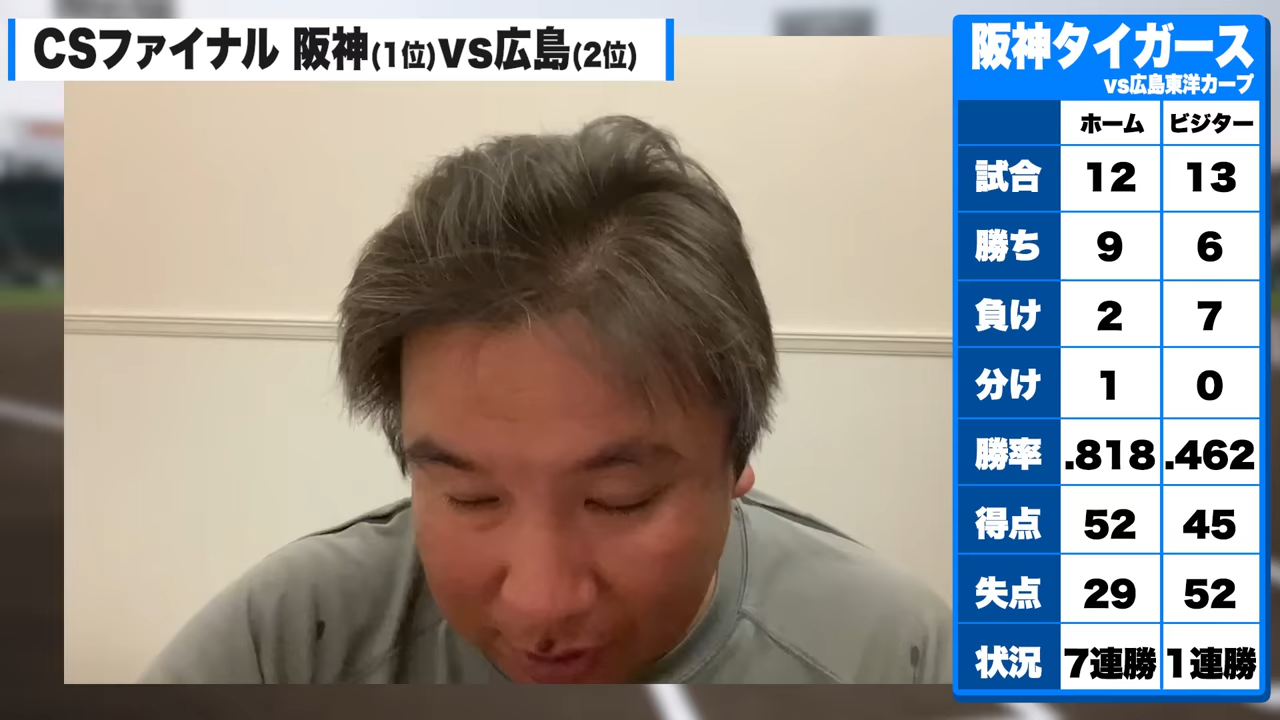 CSファイナル 阪神(1位)vs広島(2位)
阪神タイガース
vs広島東洋カープ
ホーム ビジター
試合 12 13
勝ち 9 6
負け 2 7
分け 1 0
勝率 .818 .462
得点 52 45
失点 29 52
状況 7連勝 1連勝